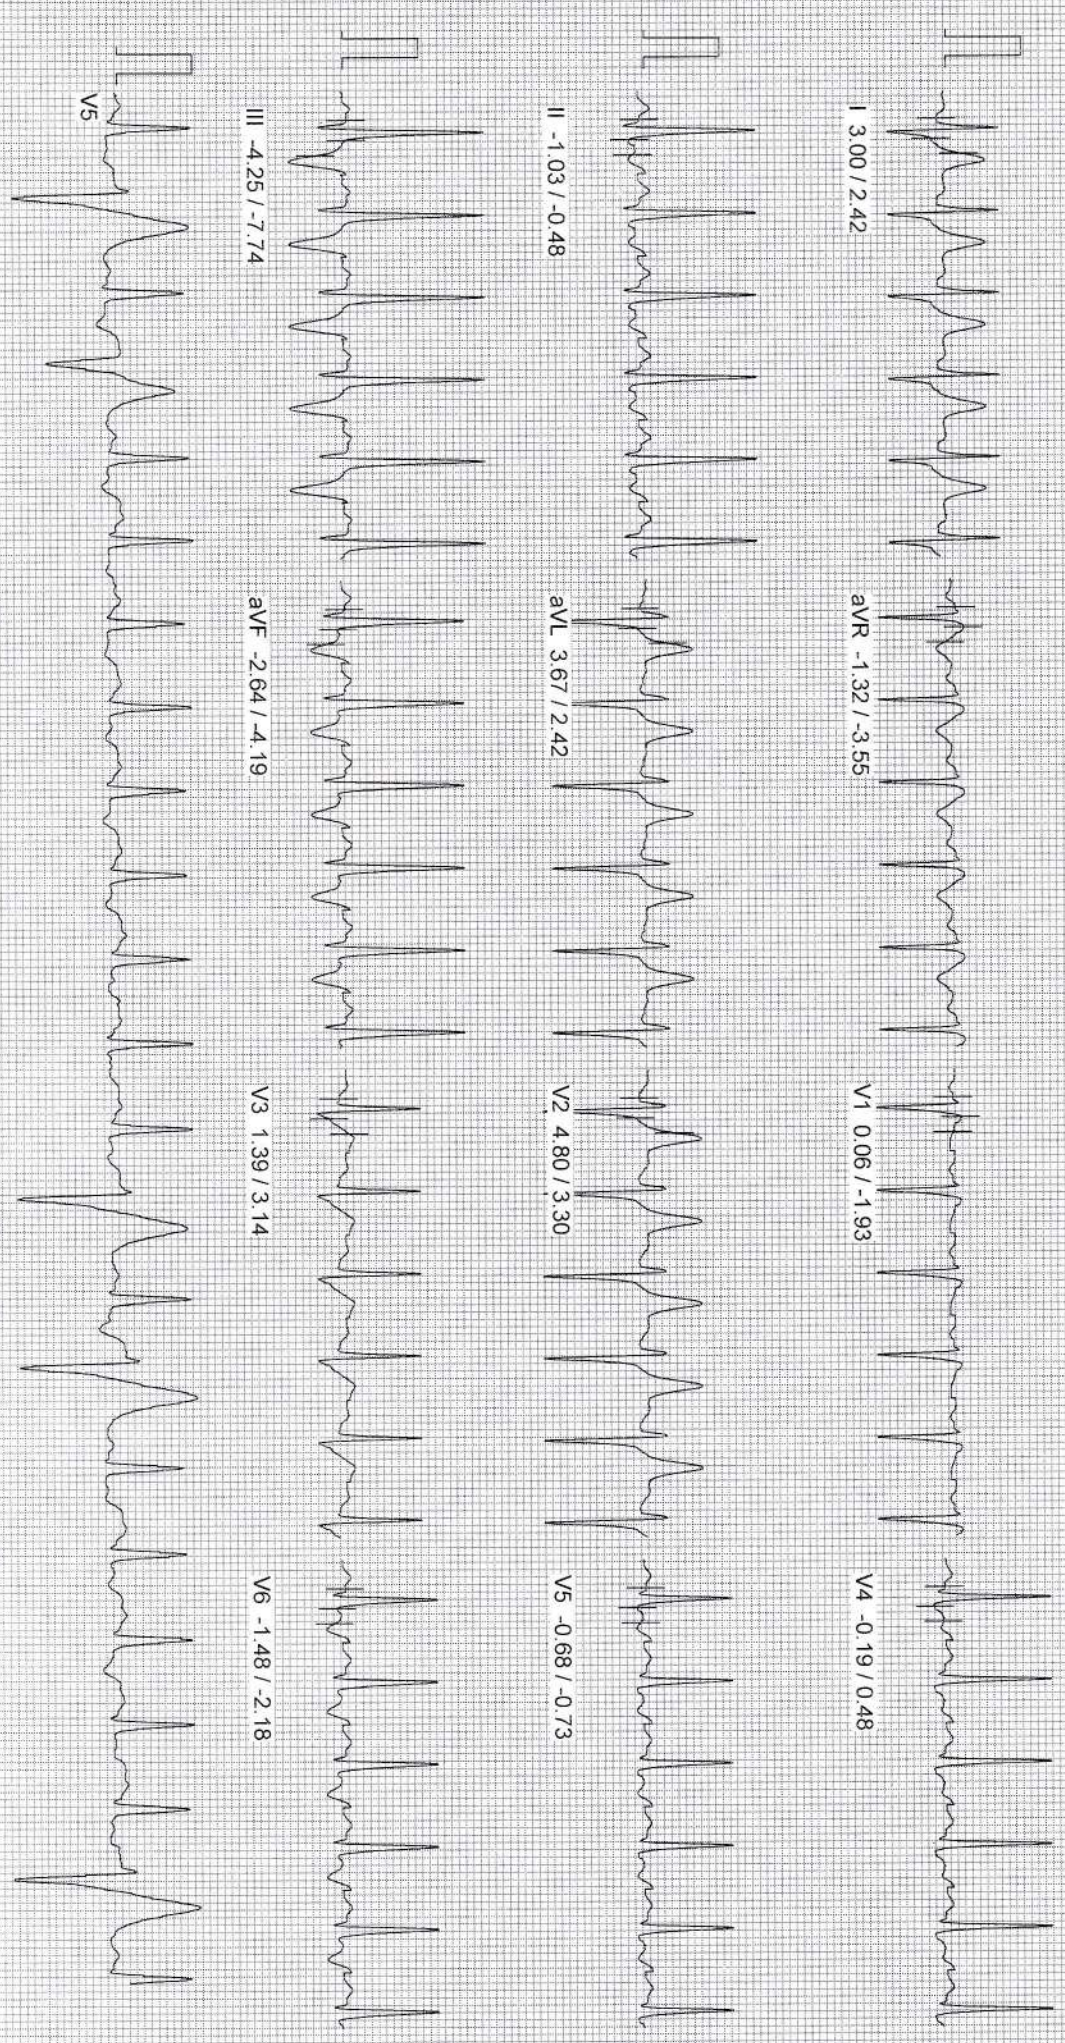 I 3.00 / 2.42
aVR -1.32 / -3.55
V1 0.06 / -1.93
V4 -0.19 / 0.48
II -1.03 / -0.48
aVL 3.67 / 2.42
V2 4.80 / 3.30
V5 -0.68 / -0.73
III -4.25 / -7.74
aVF -2.64 / -4.19
V3 1.39 / 3.14
V6 -1.48 / -2.18
V5